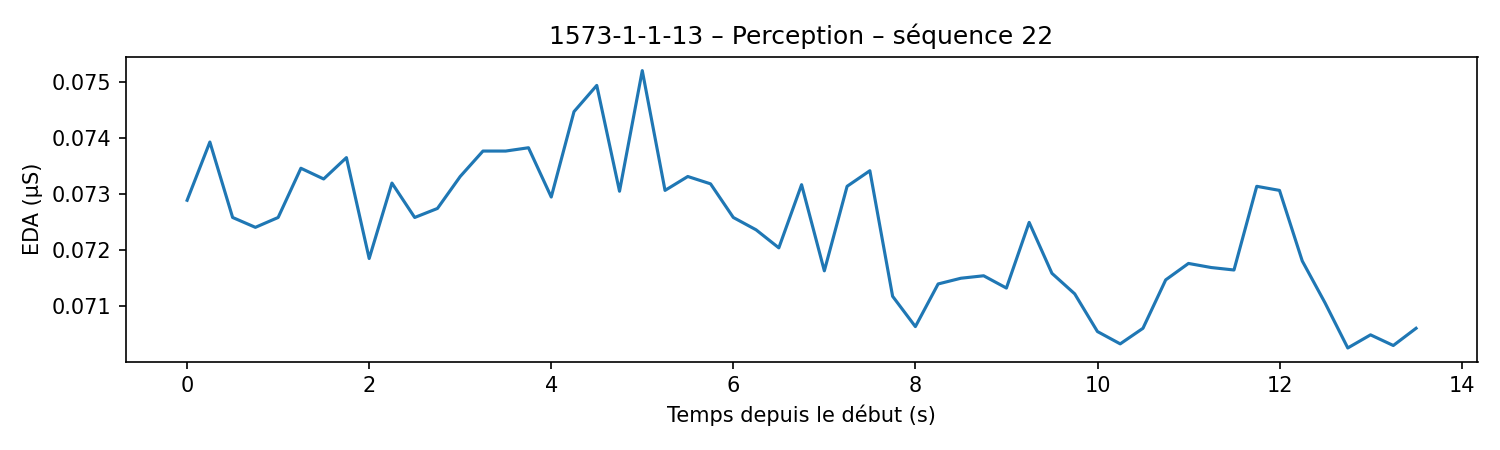 1573-1-1-13 – Perception – séquence 22
EDA (µS)
0.075
0.074
0.073
0.072
0.071
0 2 4 6 8 10 12 14
Temps depuis le début (s)